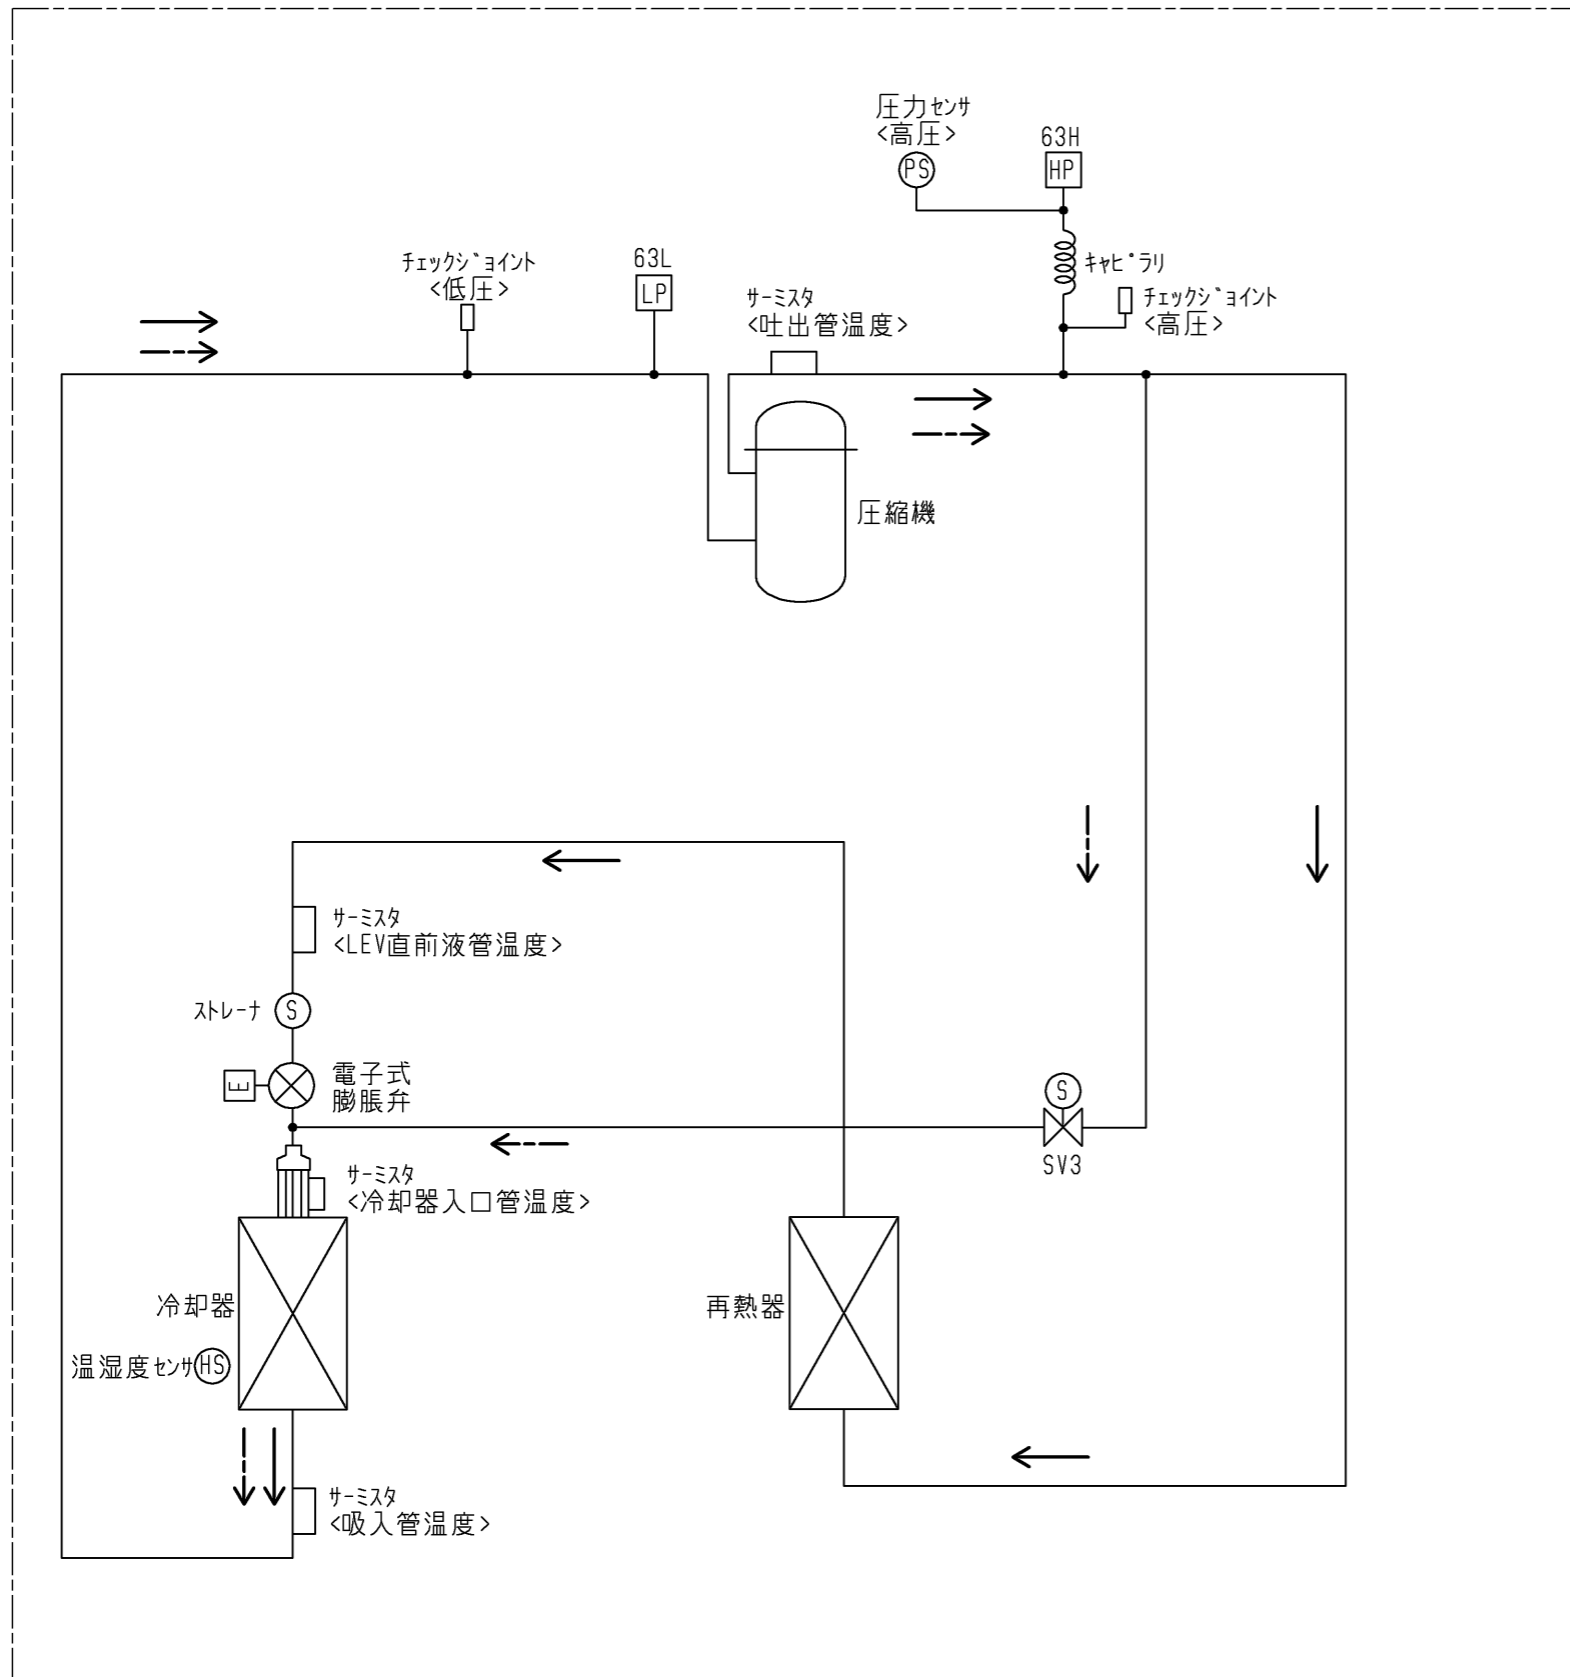 圧力センサ
<高圧>
PS
63H
HP
キャピラリ
チェックジョイント
<高圧>
チェックジョイント
<低圧>
63L
LP
サーミスタ
<吐出管温度>
圧縮機
サーミスタ
<LEV直前液管温度>
ストレーナ
S
E
電子式
膨脹弁
S
SV3
サーミスタ
<冷却器入口管温度>
冷却器
再熱器
温湿度センサ
HS
サーミスタ
<吸入管温度>